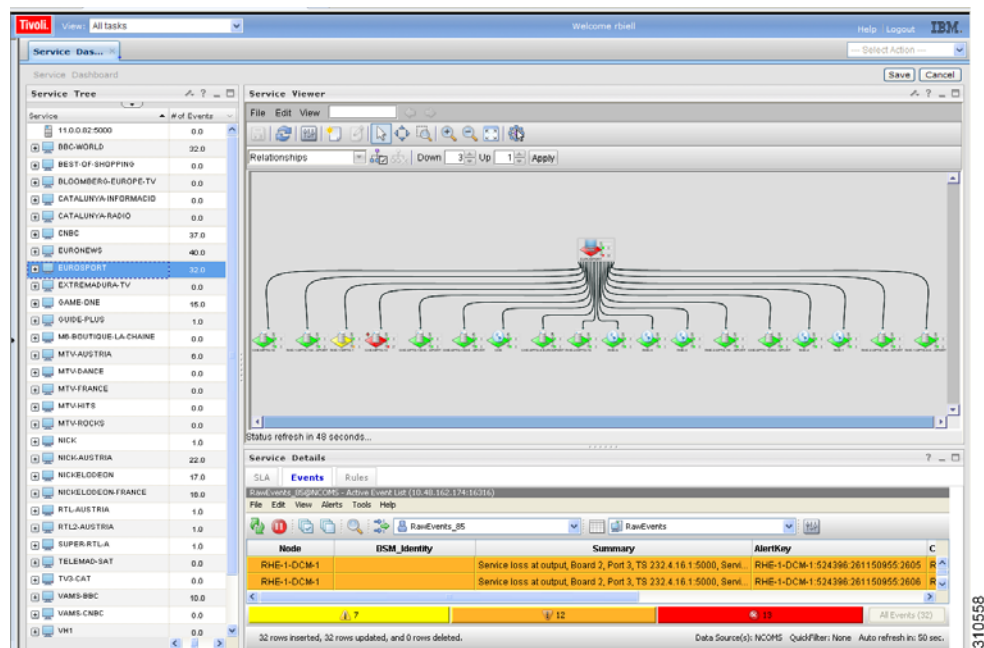 Tivoli. View: All tasks Welcome rbiell Help Logout IBM.
Service Das... × --- Select Action ---
Service Dashboard Save Cancel
Service Tree
Service # of Events
11.0.0.82:5000 0.0
BBC-WORLD 32.0
BEST-OF-SHOPPING 0.0
BLOOMBERG-EUROPE-TV 0.0
CATALUNYA-INFORMACIO 0.0
CATALUNYA-RADIO 0.0
CNBC 37.0
EURONEWS 40.0
EUROSPORT 32.0
EXTREMADURA-TV 0.0
GAME-ONE 15.0
GUIDE-PLUS 1.0
M6-BOUTIQUE-LA-CHAINE 0.0
MTV-AUSTRIA 6.0
MTV-DANCE 0.0
MTV-FRANCE 0.0
MTV-HITS 0.0
MTV-ROCKS 0.0
NICK 1.0
NICK-AUSTRIA 22.0
NICKELODEON 17.0
NICKELODEON-FRANCE 16.0
RTL-AUSTRIA 1.0
RTL2-AUSTRIA 1.0
SUPER-RTL-A 1.0
TELEMAD-SAT 0.0
TV3-CAT 0.0
VAMS-BBC 10.0
VAMS-CNBC 0.0
VH1 0.0
Service Viewer
File Edit View
Relationships Down 3 Up 1 Apply
Status refresh in 48 seconds...
Service Details
SLA Events Rules
RawEvents_85@NCOMS - Active Event List (10.48.162.174:16316)
File Edit View Alerts Tools Help
RawEvents_85 RawEvents
Node BSM_Identity Summary AlertKey C
RHE-1-DCM-1 Service loss at output, Board 2, Port 3, TS 232.4.16.1:5000, Servi... RHE-1-DCM-1:524396:261150955:2605 R
RHE-1-DCM-1 Service loss at output, Board 2, Port 3, TS 232.4.16.1:5000, Servi... RHE-1-DCM-1:524396:261150955:2606 R
7 12 13 All Events (32)
32 rows inserted, 32 rows updated, and 0 rows deleted. Data Source(s): NCOMS QuickFilter: None Auto refresh in: 50 sec.
310558